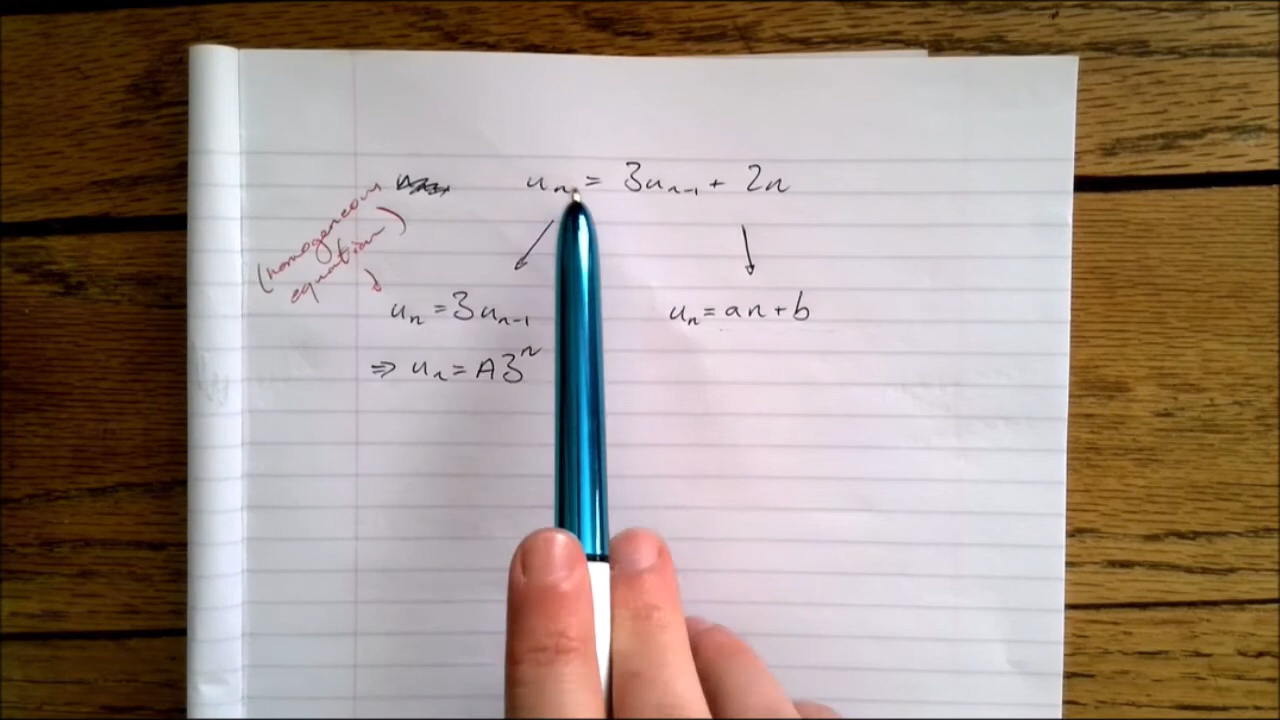 uₙ = 3uₙ₋₁ + 2n
(homogeneous
equation)
uₙ = 3uₙ₋₁
uₙ = an + b
⇒ uₙ = A3ⁿ